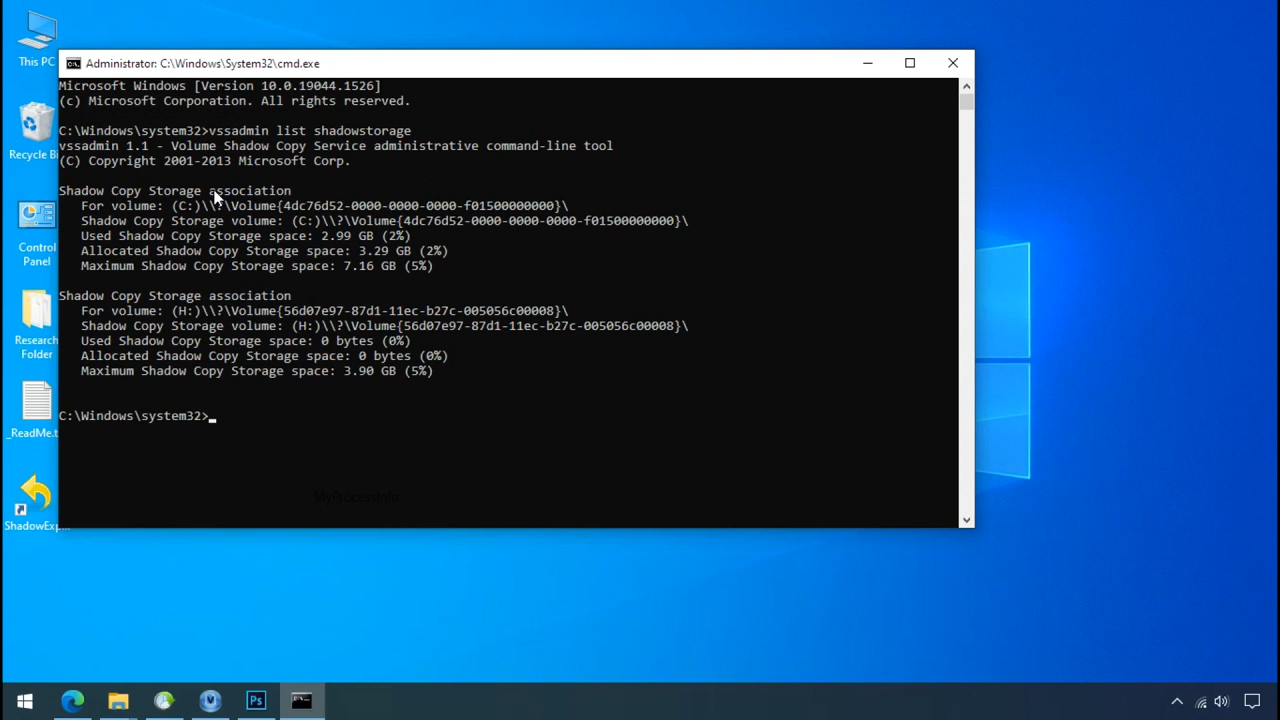 This PC
Administrator: C:\Windows\System32\cmd.exe
Microsoft Windows [Version 10.0.19044.1526]
(c) Microsoft Corporation. All rights reserved.
C:\Windows\system32>vssadmin list shadowstorage
vssadmin 1.1 - Volume Shadow Copy Service administrative command-line tool
(C) Copyright 2001-2013 Microsoft Corp.
Shadow Copy Storage association
For volume: (C:)\\?\Volume{4dc76d52-0000-0000-0000-f01500000000}\
Shadow Copy Storage volume: (C:)\\?\Volume{4dc76d52-0000-0000-0000-f01500000000}\
Used Shadow Copy Storage space: 2.99 GB (2%)
Allocated Shadow Copy Storage space: 3.29 GB (2%)
Maximum Shadow Copy Storage space: 7.16 GB (5%)
Shadow Copy Storage association
For volume: (H:)\\?\Volume{56d07e97-87d1-11ec-b27c-005056c00008}\
Shadow Copy Storage volume: (H:)\\?\Volume{56d07e97-87d1-11ec-b27c-005056c00008}\
Used Shadow Copy Storage space: 0 bytes (0%)
Allocated Shadow Copy Storage space: 0 bytes (0%)
Maximum Shadow Copy Storage space: 3.90 GB (5%)
C:\Windows\system32>
MyProcessInfo
Recycle Bi
Control
Panel
Research
Folder
_ReadMe.t
ShadowExp...
Ps